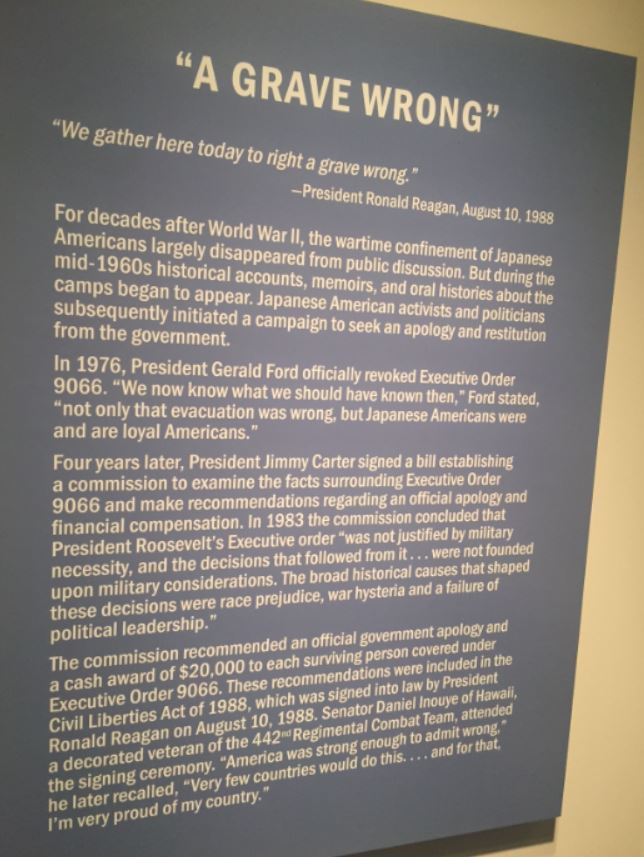 “A GRAVE WRONG”
“We gather here today to right a grave wrong.”
—President Ronald Reagan, August 10, 1988
For decades after World War II, the wartime confinement of Japanese
Americans largely disappeared from public discussion. But during the
mid-1960s historical accounts, memoirs, and oral histories about the
camps began to appear. Japanese American activists and politicians
subsequently initiated a campaign to seek an apology and restitution
from the government.
In 1976, President Gerald Ford officially revoked Executive Order
9066. “We now know what we should have known then,” Ford stated,
“not only that evacuation was wrong, but Japanese Americans were
and are loyal Americans.”
Four years later, President Jimmy Carter signed a bill establishing
a commission to examine the facts surrounding Executive Order
9066 and make recommendations regarding an official apology and
financial compensation. In 1983 the commission concluded that
President Roosevelt’s Executive order “was not justified by military
necessity, and the decisions that followed from it . . . were not founded
upon military considerations. The broad historical causes that shaped
these decisions were race prejudice, war hysteria and a failure of
political leadership.”
The commission recommended an official government apology and
a cash award of $20,000 to each surviving person covered under
Executive Order 9066. These recommendations were included in the
Civil Liberties Act of 1988, which was signed into law by President
Ronald Reagan on August 10, 1988. Senator Daniel Inouye of Hawaii,
a decorated veteran of the 442nd Regimental Combat Team, attended
the signing ceremony. “America was strong enough to admit wrong,”
he later recalled, “Very few countries would do this. . . . and for that,
I’m very proud of my country.”